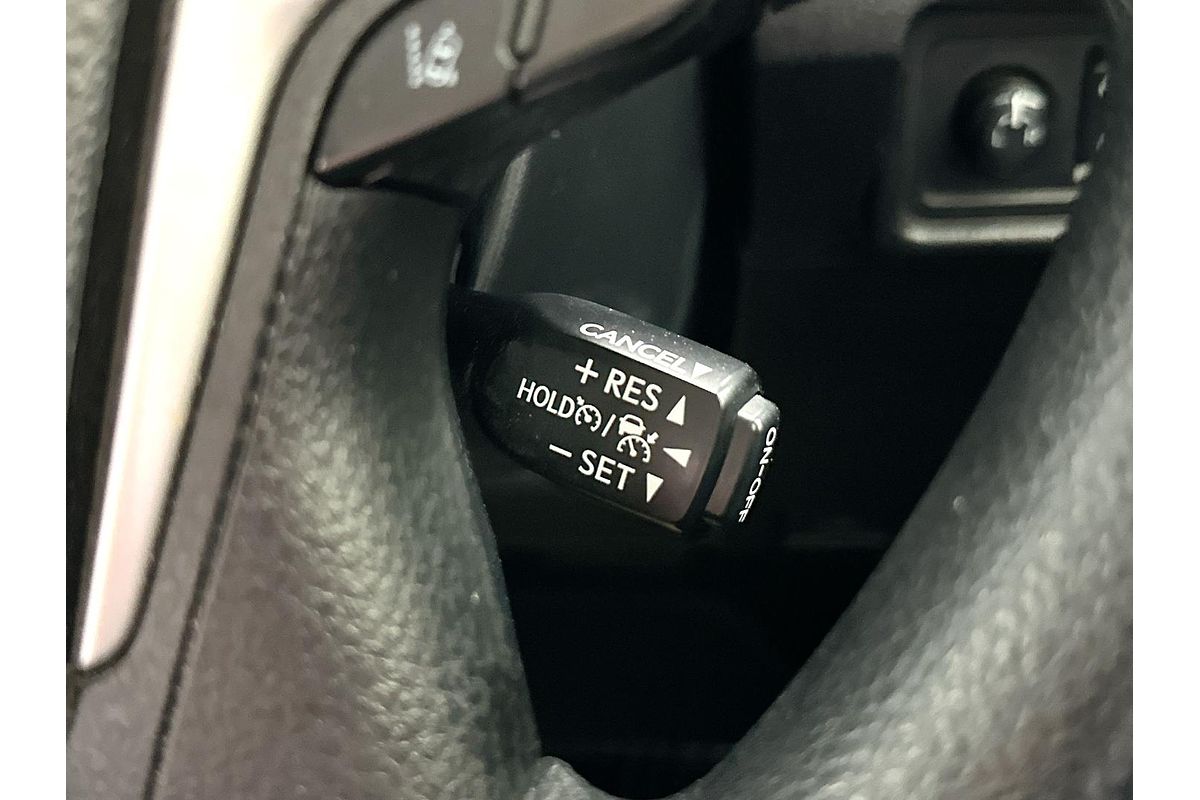 CANCEL
+ RES
HOLD /
– SET
ON–OFF